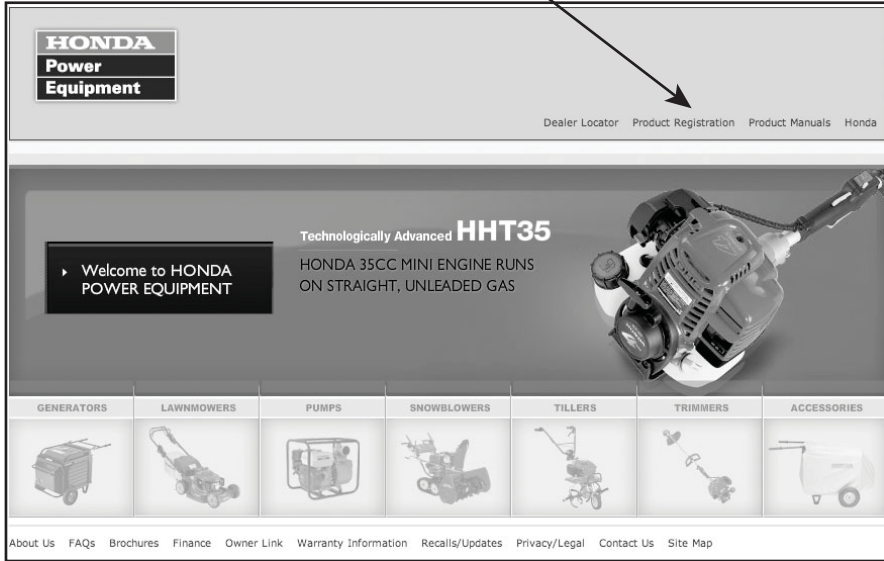 HONDA
Power
Equipment
Dealer Locator Product Registration Product Manuals Honda
Technologically Advanced HHT35
Welcome to HONDA
POWER EQUIPMENT
HONDA 35CC MINI ENGINE RUNS
ON STRAIGHT, UNLEADED GAS
GENERATORS LAWNMOWERS PUMPS SNOWBLOWERS TILLERS TRIMMERS ACCESSORIES
About Us FAQs Brochures Finance Owner Link Warranty Information Recalls/Updates Privacy/Legal Contact Us Site Map